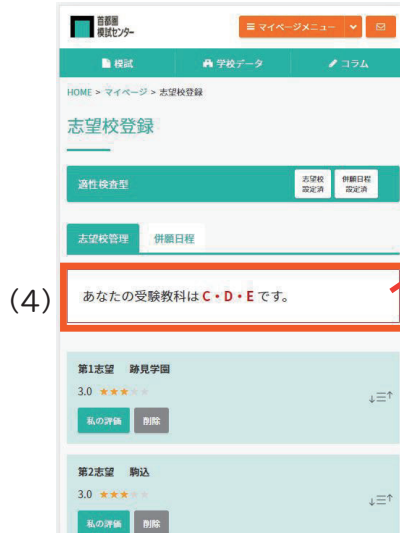 首都圏
模試センター
マイページメニュー
模試 学校データ コラム
HOME > マイページ > 志望校登録
志望校登録
適性検査型
志望校
設定済
併願日程
設定済
志望校管理 併願日程
(4)
あなたの受験教科は C・D・E です。
第1志望 跡見学園
3.0 ★★★★★
私の評価 削除
第2志望 駒込
3.0 ★★★★★
私の評価 削除